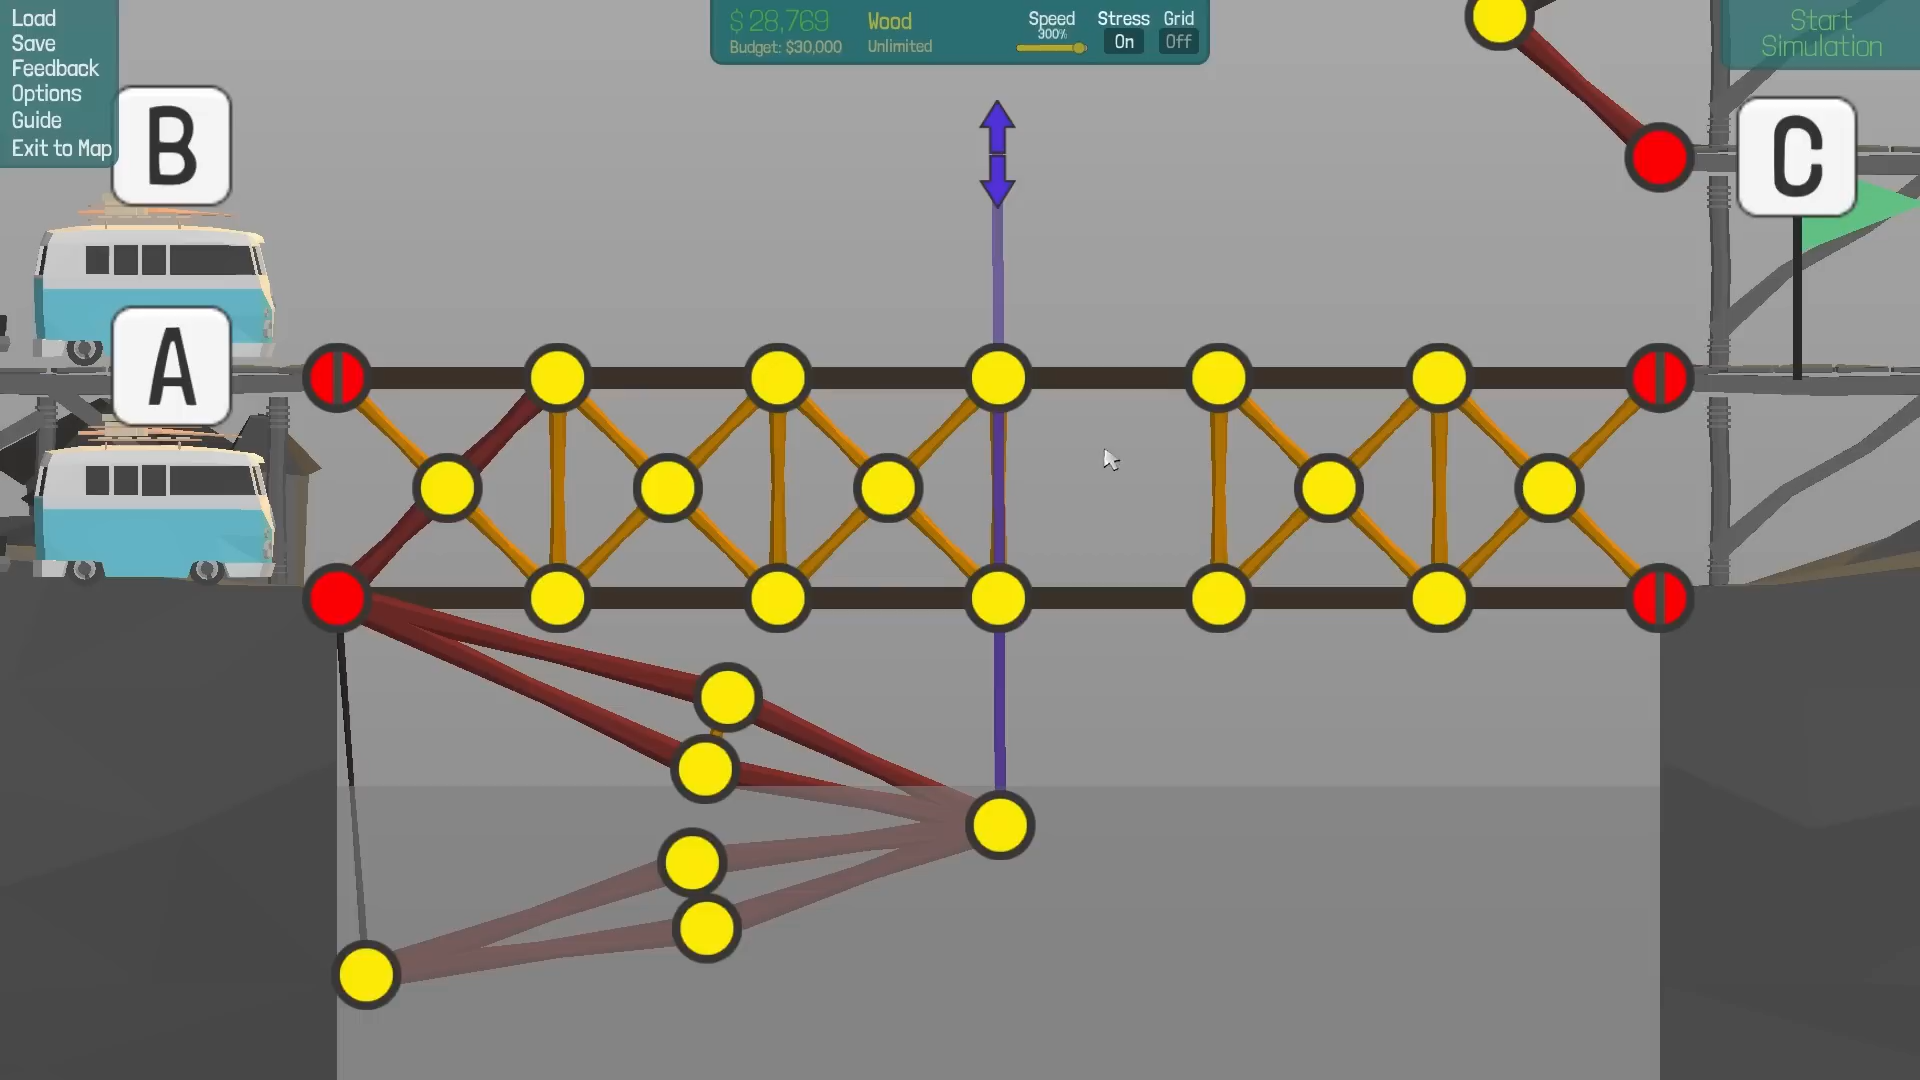 Load
Save
Feedback
Options
Guide
Exit to Map
$ 28,769
Budget: $30,000
Wood
Unlimited
Speed
300%
Stress
On
Grid
Off
Start
Simulation
B
A
C